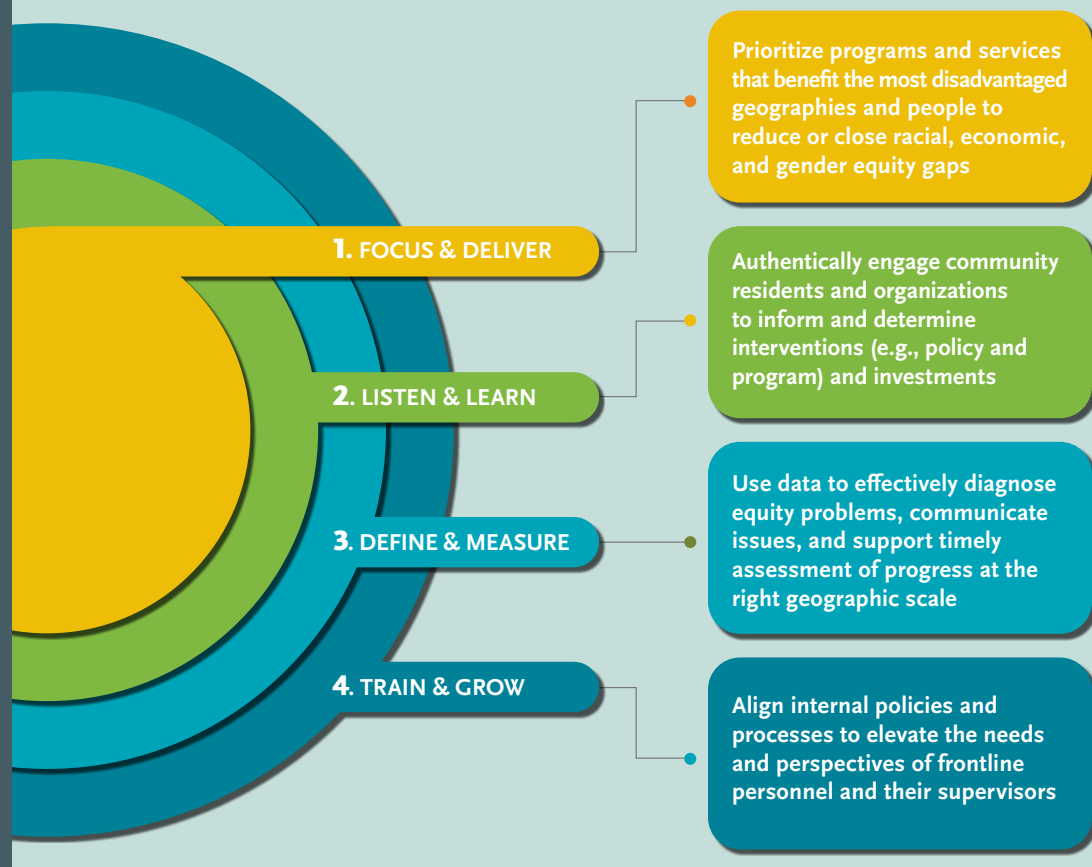 1. FOCUS & DELIVER
Prioritize programs and services
that benefit the most disadvantaged
geographies and people to
reduce or close racial, economic,
and gender equity gaps
2. LISTEN & LEARN
Authentically engage community
residents and organizations
to inform and determine
interventions (e.g., policy and
program) and investments
3. DEFINE & MEASURE
Use data to effectively diagnose
equity problems, communicate
issues, and support timely
assessment of progress at the
right geographic scale
4. TRAIN & GROW
Align internal policies and
processes to elevate the needs
and perspectives of frontline
personnel and their supervisors